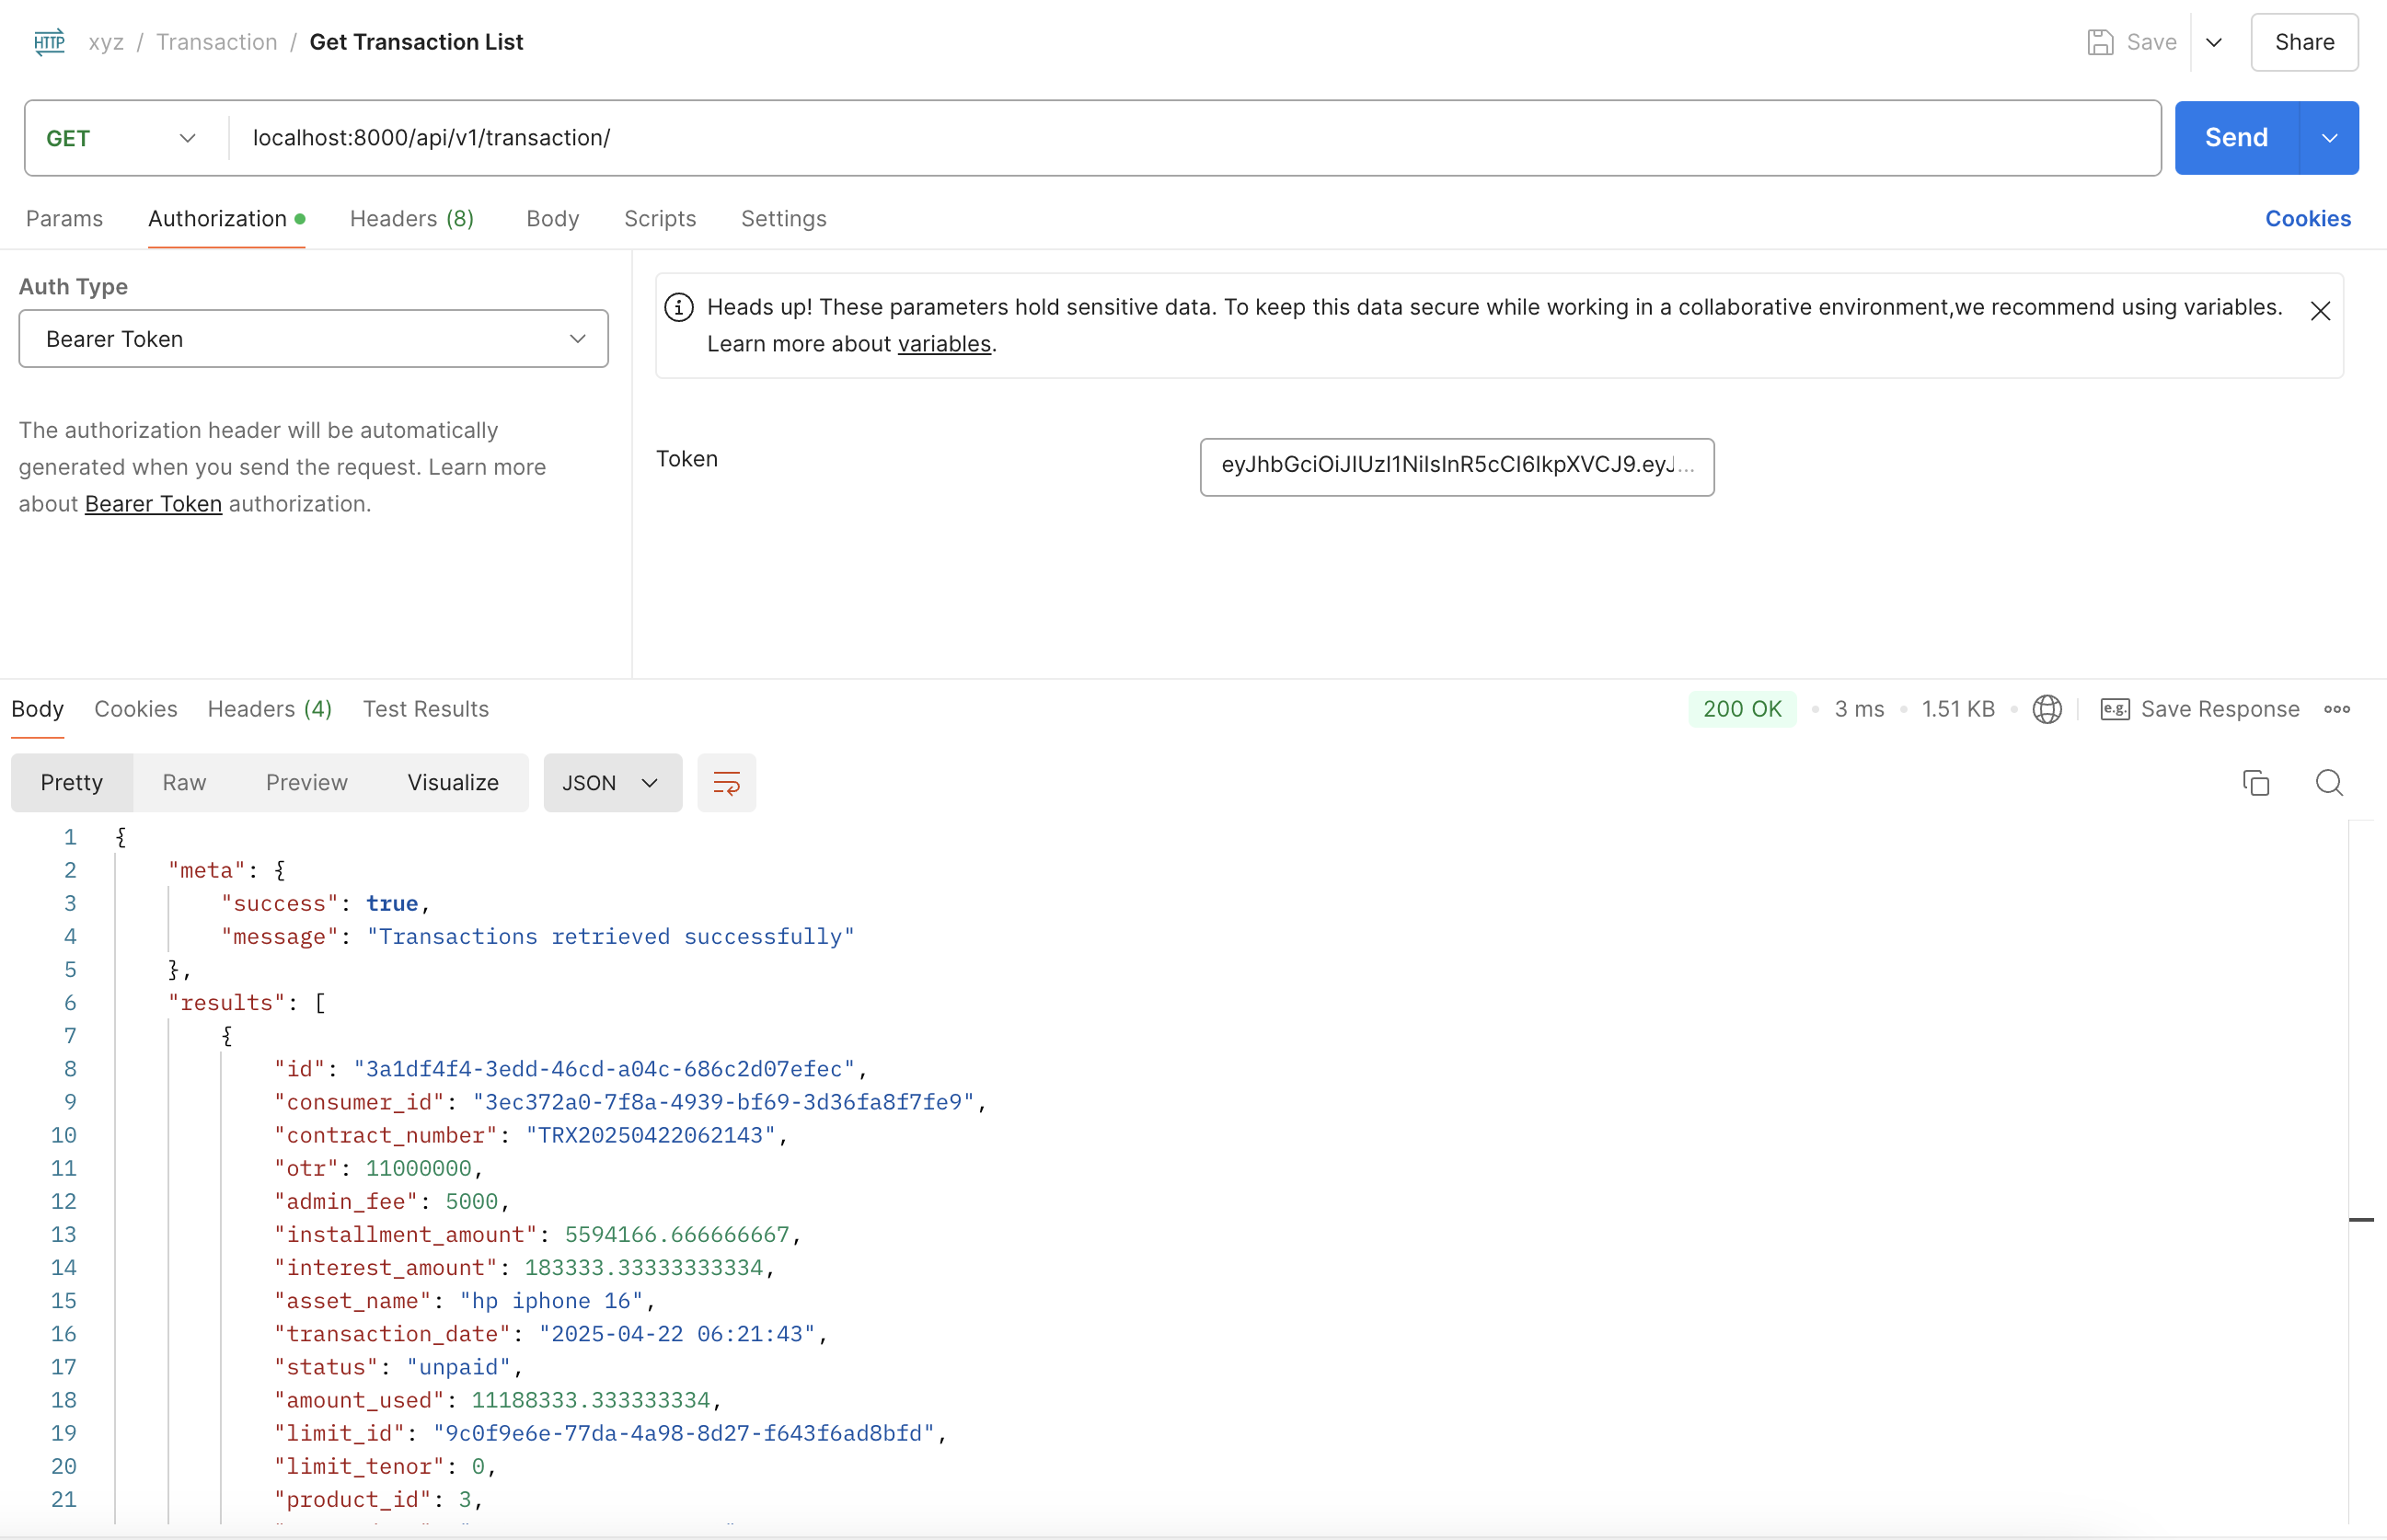 HTTP xyz / Transaction / Get Transaction List Save Share
GET localhost:8000/api/v1/transaction/ Send
Params Authorization Headers (8) Body Scripts Settings Cookies
Auth Type
Bearer Token
The authorization header will be automatically
generated when you send the request. Learn more
about Bearer Token authorization.
Heads up! These parameters hold sensitive data. To keep this data secure while working in a collaborative environment,we recommend using variables.
Learn more about variables.
Token eyJhbGciOiJIUzI1NiIsInR5cCI6IkpXVCJ9.eyJ...
Body Cookies Headers (4) Test Results 200 OK 3 ms 1.51 KB e.g. Save Response
Pretty Raw Preview Visualize JSON
1 {
2 "meta": {
3 "success": true,
4 "message": "Transactions retrieved successfully"
5 },
6 "results": [
7 {
8 "id": "3a1df4f4-3edd-46cd-a04c-686c2d07efec",
9 "consumer_id": "3ec372a0-7f8a-4939-bf69-3d36fa8f7fe9",
10 "contract_number": "TRX20250422062143",
11 "otr": 11000000,
12 "admin_fee": 5000,
13 "installment_amount": 5594166.666666667,
14 "interest_amount": 183333.33333333334,
15 "asset_name": "hp iphone 16",
16 "transaction_date": "2025-04-22 06:21:43",
17 "status": "unpaid",
18 "amount_used": 11188333.333333334,
19 "limit_id": "9c0f9e6e-77da-4a98-8d27-f643f6ad8bfd",
20 "limit_tenor": 0,
21 "product_id": 3,